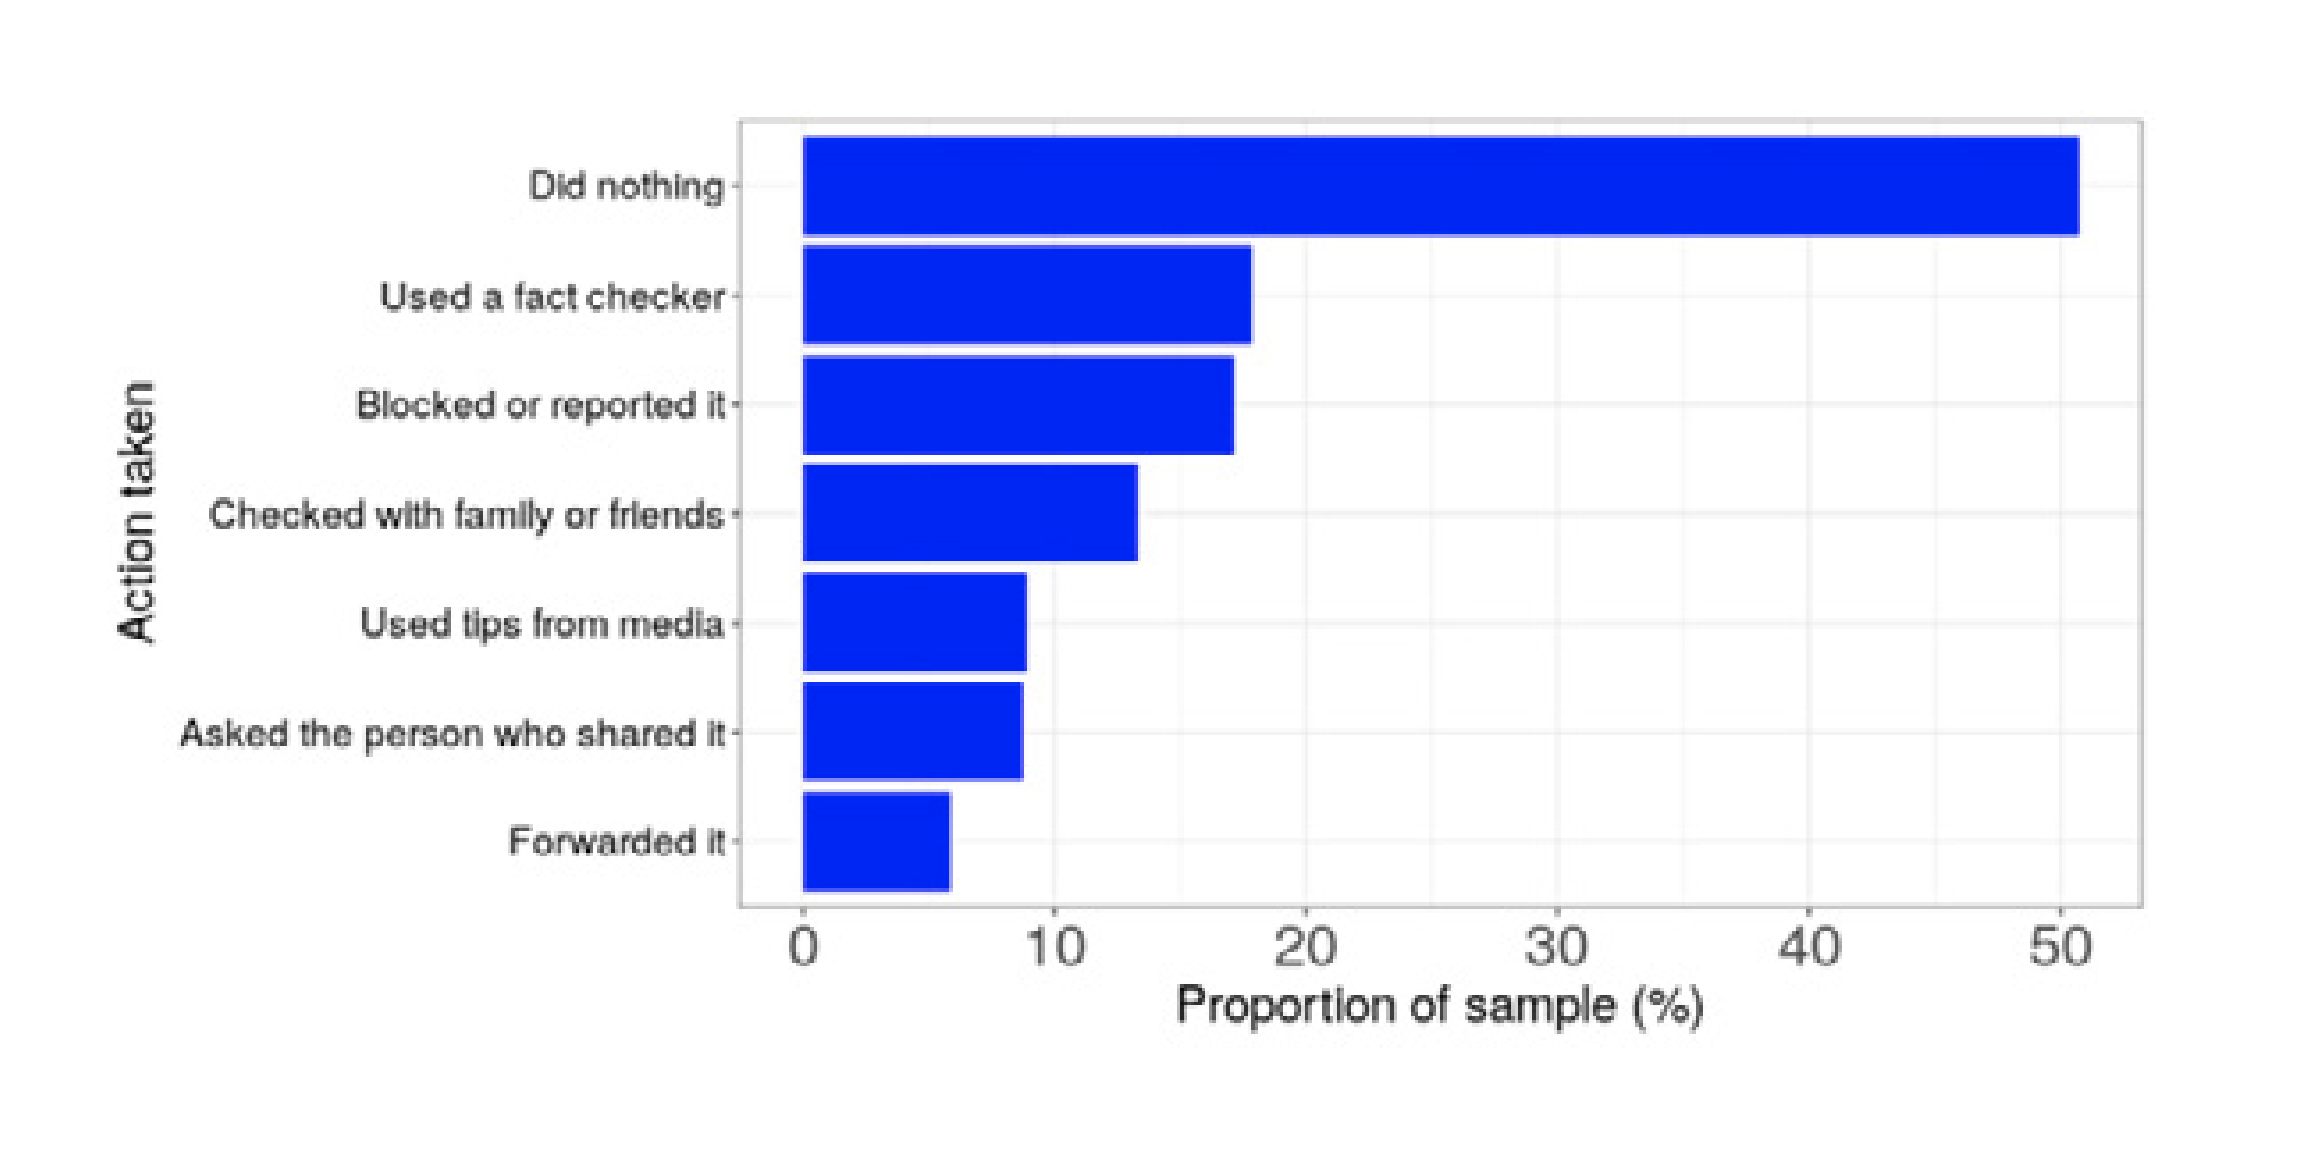 Did nothing
Used a fact checker
Blocked or reported it
Checked with family or friends
Used tips from media
Asked the person who shared it
Forwarded it
Action taken
0 10 20 30 40 50
Proportion of sample (%)